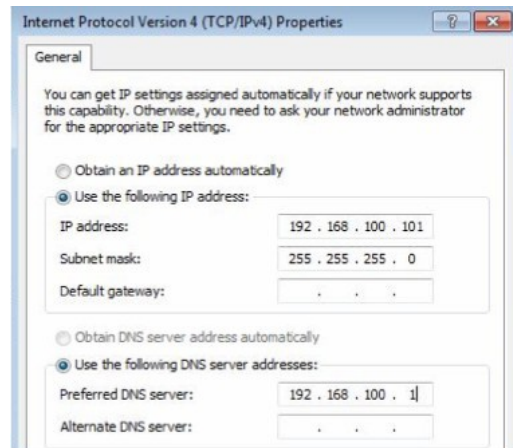 Internet Protocol Version 4 (TCP/IPv4) Properties
General
You can get IP settings assigned automatically if your network supports
this capability. Otherwise, you need to ask your network administrator
for the appropriate IP settings.
Obtain an IP address automatically
Use the following IP address:
IP address: 192 . 168 . 100 . 101
Subnet mask: 255 . 255 . 255 . 0
Default gateway: . . .
Obtain DNS server address automatically
Use the following DNS server addresses:
Preferred DNS server: 192 . 168 . 100 . 1
Alternate DNS server: . . .